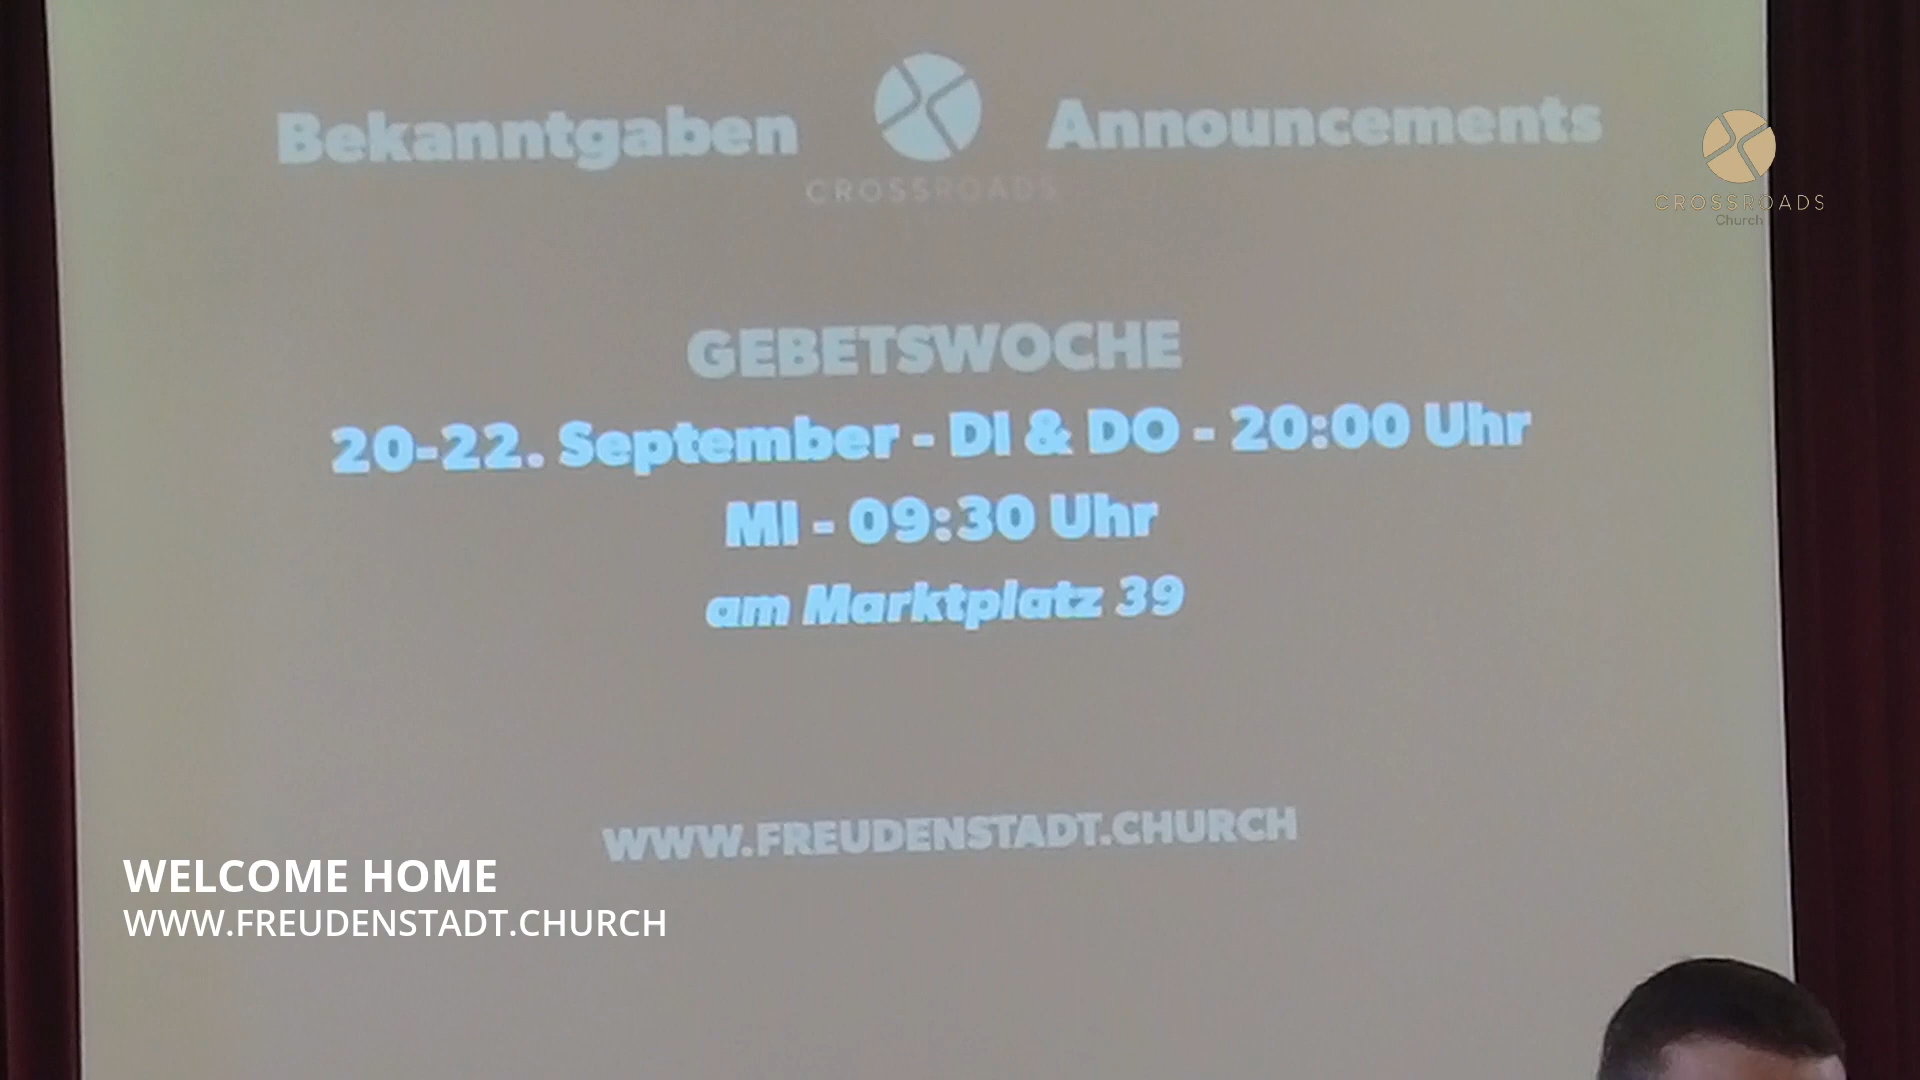 Bekanntgaben Announcements
CROSSROADS
CROSSROADS
Church
GEBETSWOCHE
20-22. September - DI & DO - 20:00 Uhr
MI - 09:30 Uhr
am Marktplatz 39
WWW.FREUDENSTADT.CHURCH
WELCOME HOME
WWW.FREUDENSTADT.CHURCH